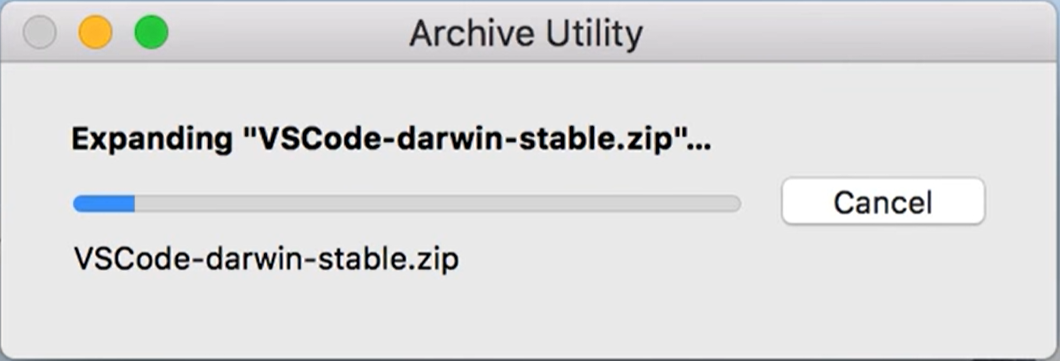 Archive Utility
Expanding "VSCode-darwin-stable.zip"...
Cancel
VSCode-darwin-stable.zip